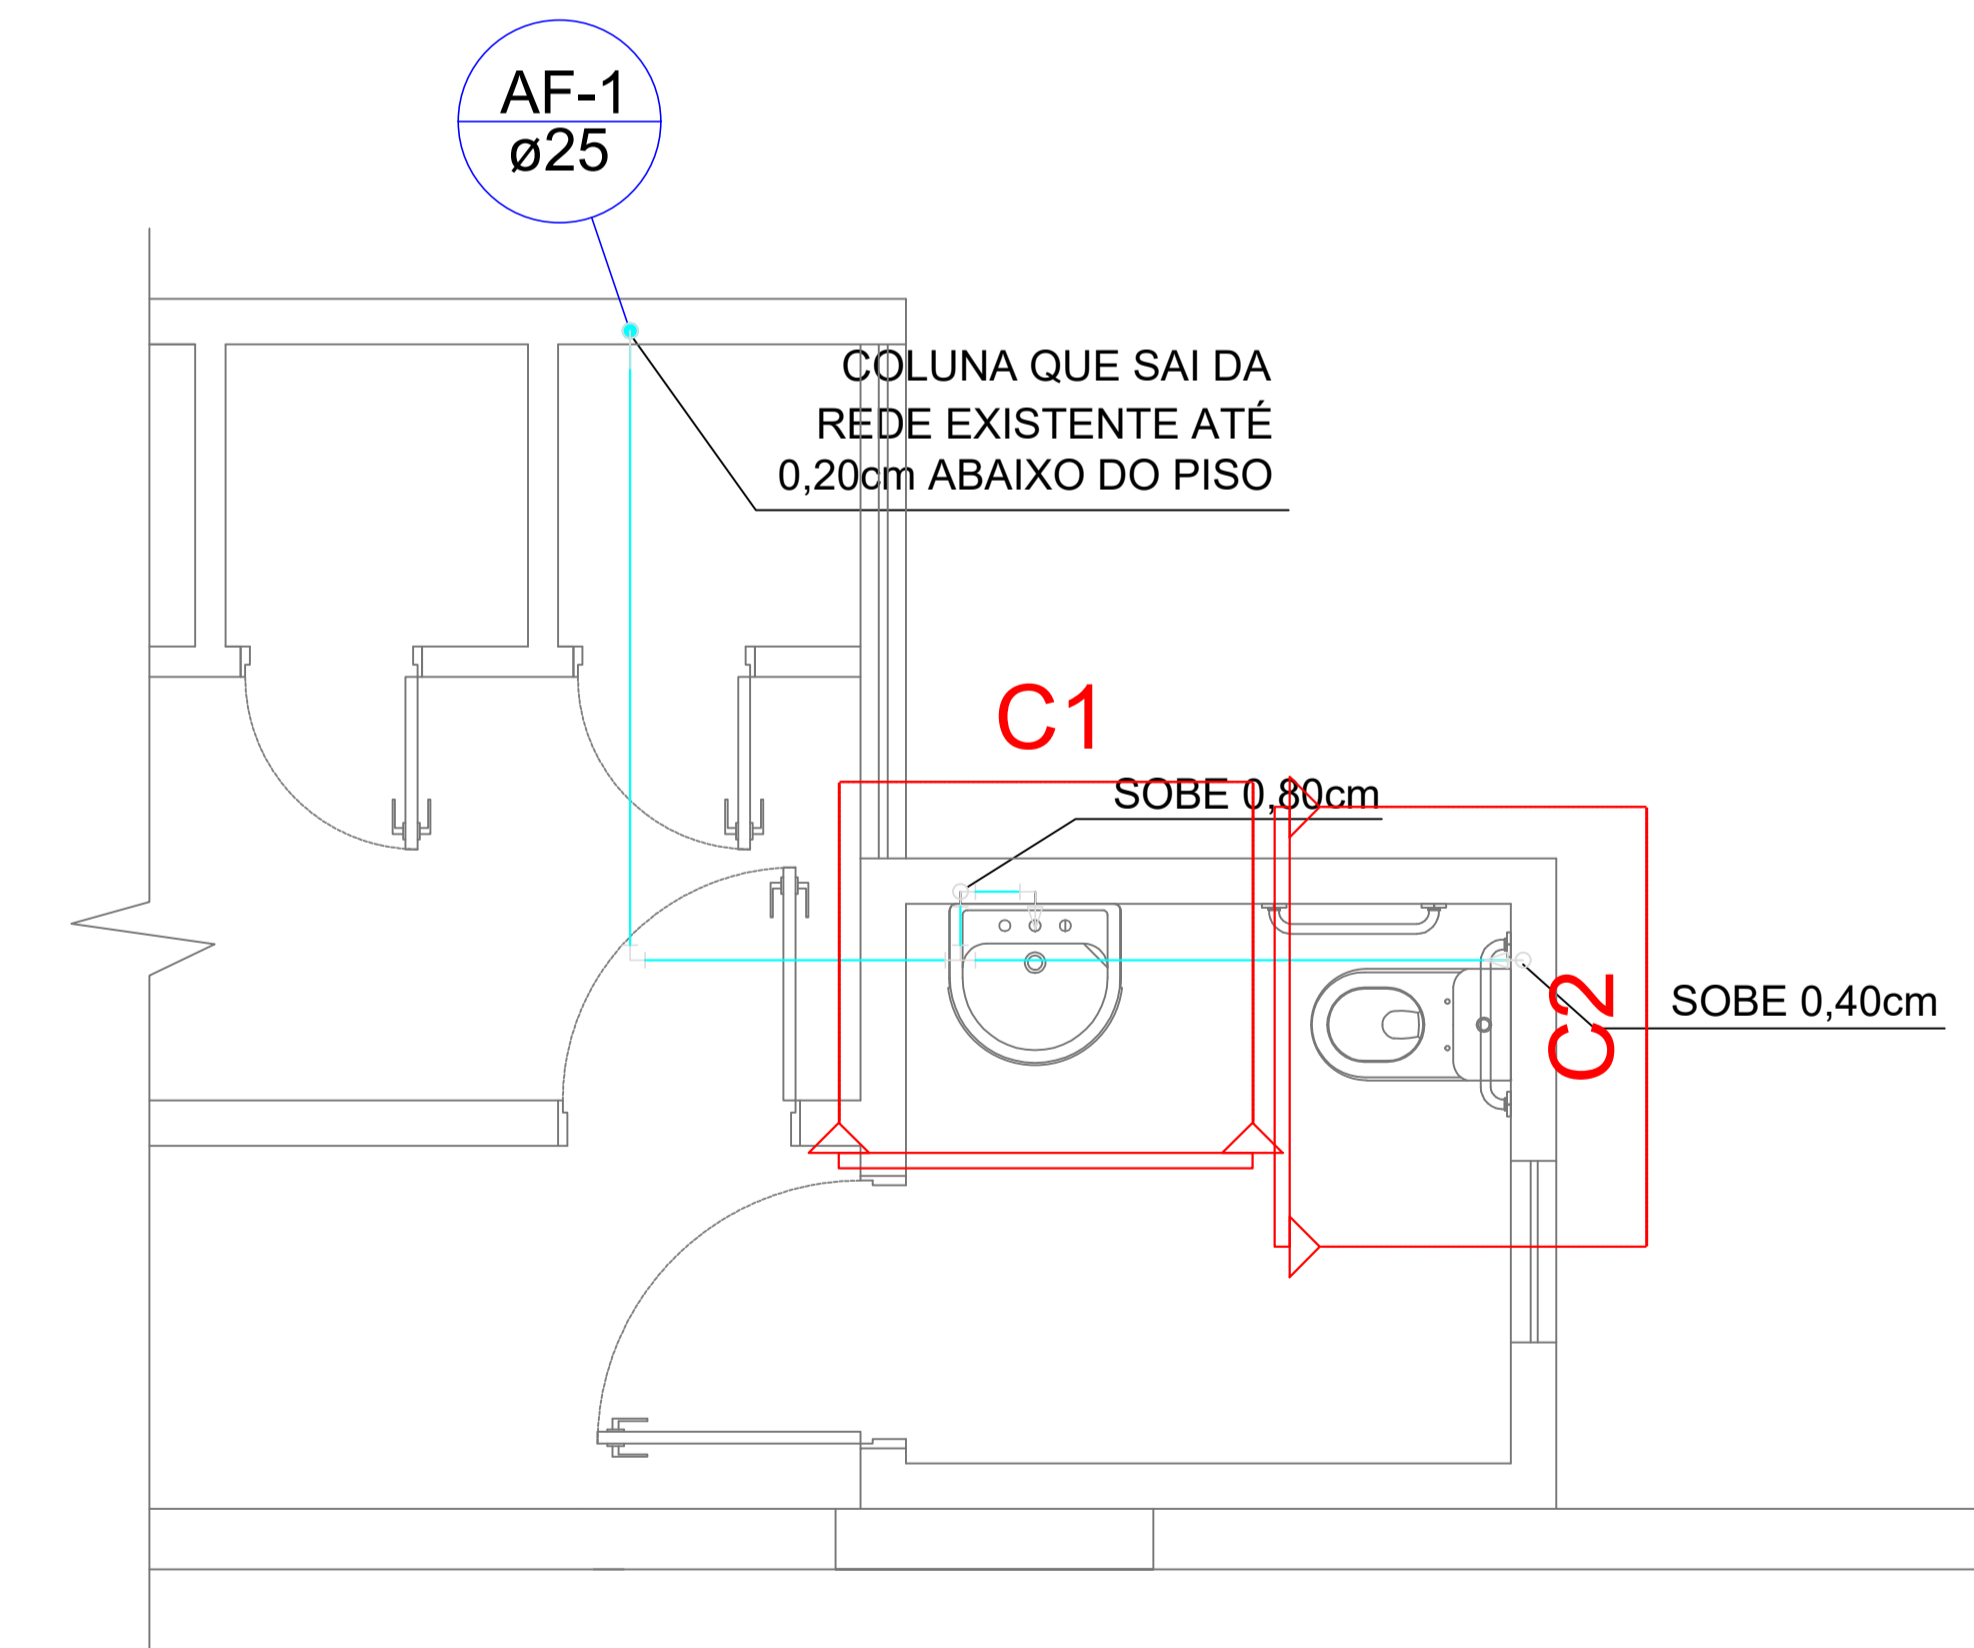 AF-1
ø25
COLUNA QUE SAI DA
REDE EXISTENTE ATÉ
0,20cm ABAIXO DO PISO
C1
SOBE 0,80cm
C2
SOBE 0,40cm